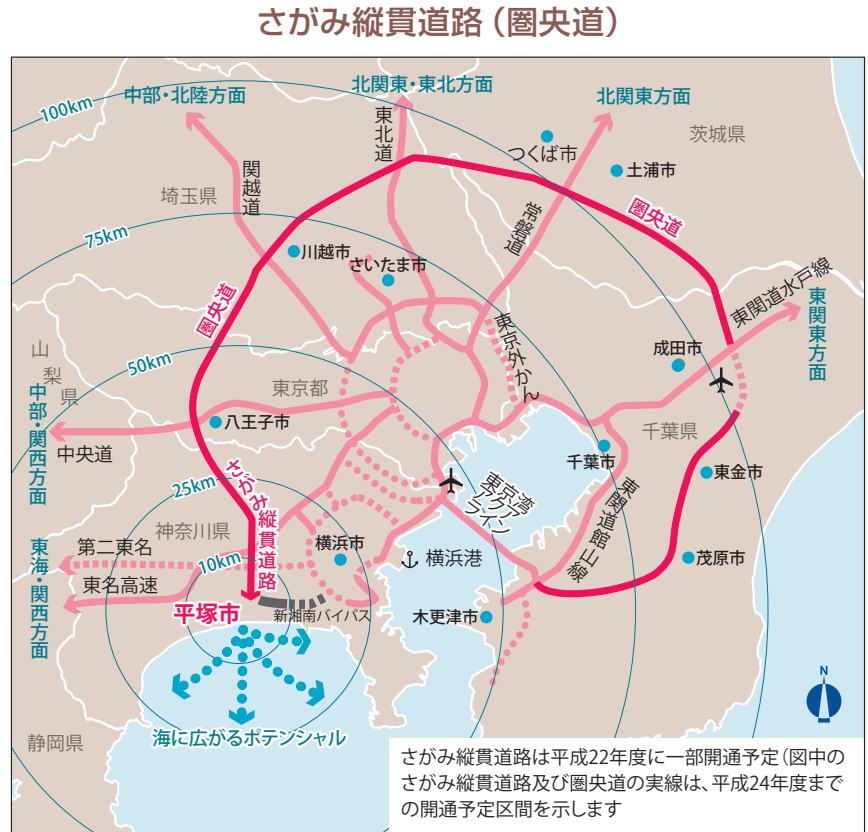 さがみ縦貫道路（圏央道）
100km
中部・北陸方面
北関東・東北方面
北関東方面
茨城県
つくば市
土浦市
東北道
関越道
埼玉県
常磐道
圏央道
75km
川越市
さいたま市
圏央道
東関道水戸線
東関東方面
東京外かん
成田市
50km
山梨県
東京都
中部・関西方面
八王子市
中央道
千葉県
千葉市
東金市
25km
さがみ縦貫道路
東京湾
アクア
ライン
東関道館山線
神奈川県
第二東名
横浜市
横浜港
茂原市
10km
東名高速
東海・関西方面
平塚市
新湘南バイパス
木更津市
海に広がるポテンシャル
静岡県
N
さがみ縦貫道路は平成22年度に一部開通予定（図中の
さがみ縦貫道路及び圏央道の実線は、平成24年度まで
の開通予定区間を示します